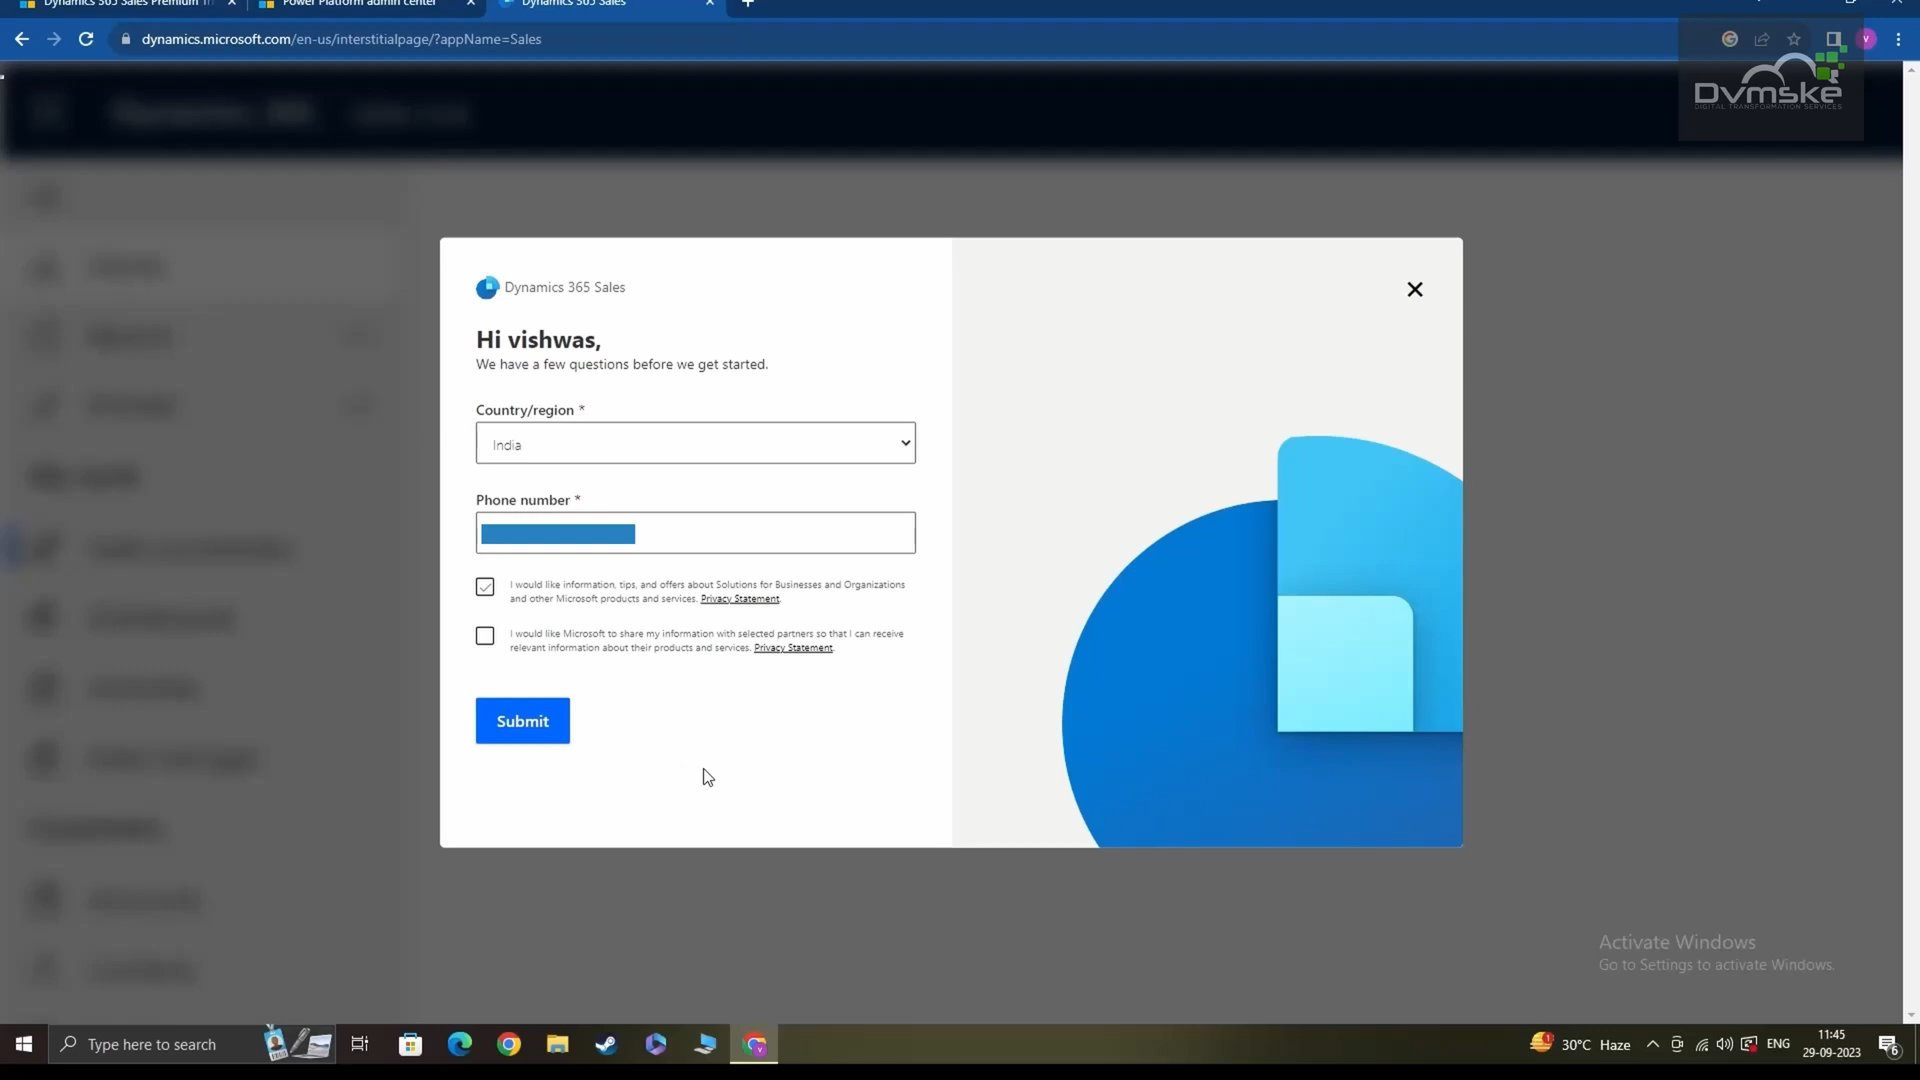 Dynamics 365 Sales Premium
Power Platform admin center
Dynamics 365 Sales
dynamics.microsoft.com/en-us/interstitialpage/?appName=Sales
V
Dvmske
DIGITAL TRANSFORMATION SERVICES
Dynamics 365
Dynamics 365 Sales
Hi vishwas,
We have a few questions before we get started.
Country/region *
India
Phone number *
I would like information, tips, and offers about Solutions for Businesses and Organizations
and other Microsoft products and services. Privacy Statement.
I would like Microsoft to share my information with selected partners so that I can receive
relevant information about their products and services. Privacy Statement.
Submit
Activate Windows
Go to Settings to activate Windows.
Type here to search
30°C Haze
ENG
11:45
29-09-2023
6